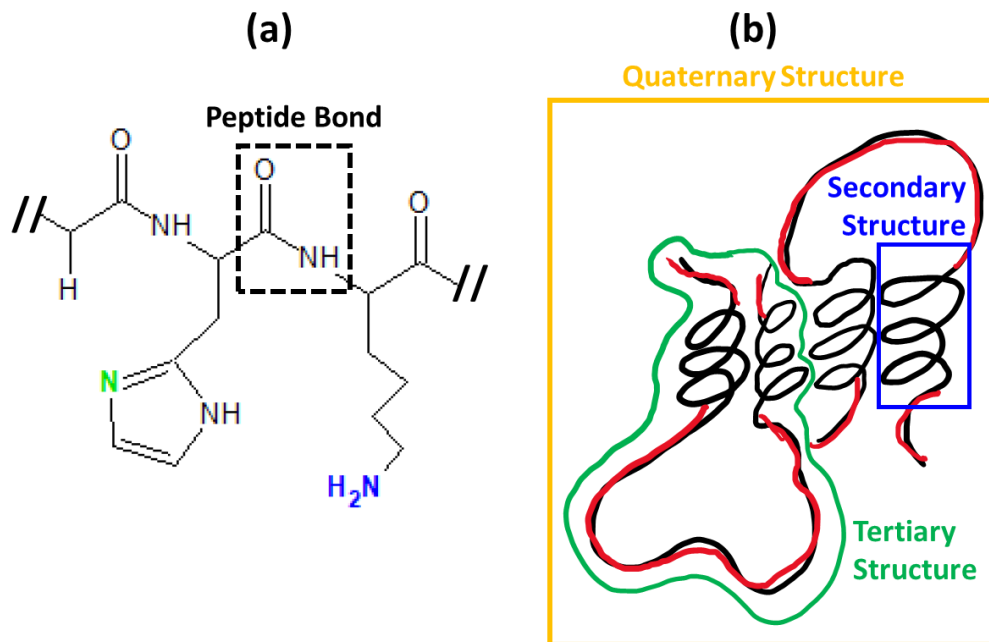 (a)
Peptide Bond
O
O
O
//
NH
NH
//
H
N
NH
H₂N
(b)
Quaternary Structure
Secondary
Structure
Tertiary
Structure